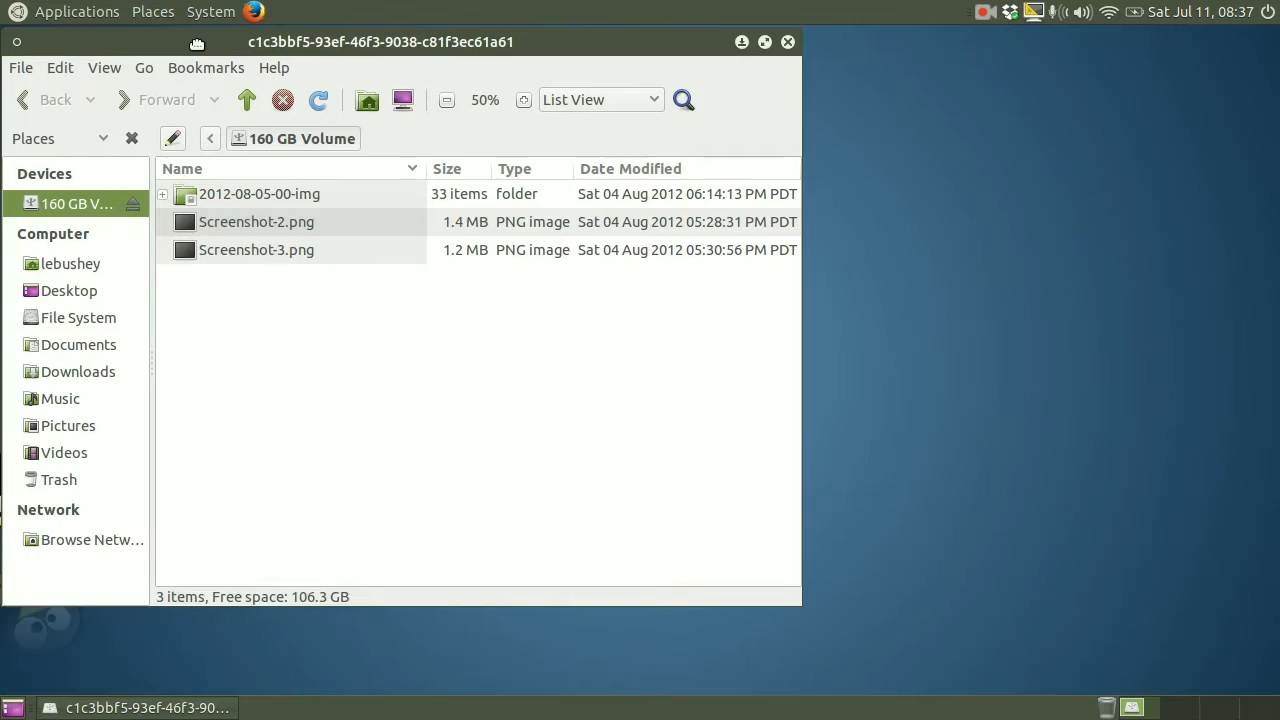 Applications Places System Sat Jul 11, 08:37
c1c3bbf5-93ef-46f3-9038-c81f3ec61a61
File Edit View Go Bookmarks Help
Back Forward 50% List View
Places 160 GB Volume
Devices
160 GB V...
Computer
lebushey
Desktop
File System
Documents
Downloads
Music
Pictures
Videos
Trash
Network
Browse Netw...
Name Size Type Date Modified
2012-08-05-00-img 33 items folder Sat 04 Aug 2012 06:14:13 PM PDT
Screenshot-2.png 1.4 MB PNG image Sat 04 Aug 2012 05:28:31 PM PDT
Screenshot-3.png 1.2 MB PNG image Sat 04 Aug 2012 05:30:56 PM PDT
3 items, Free space: 106.3 GB
c1c3bbf5-93ef-46f3-90...